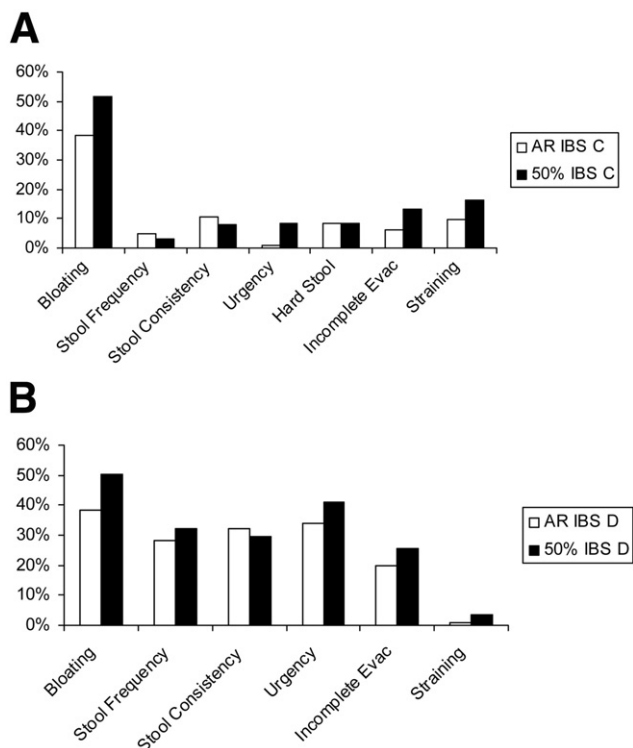 A
60%
50%
40%
30%
20%
10%
0%
Bloating
Stool Frequency
Stool Consistency
Urgency
Hard Stool
Incomplete Evac
Straining
AR IBS C
50% IBS C
B
60%
50%
40%
30%
20%
10%
0%
Bloating
Stool Frequency
Stool Consistency
Urgency
Incomplete Evac
Straining
AR IBS D
50% IBS D